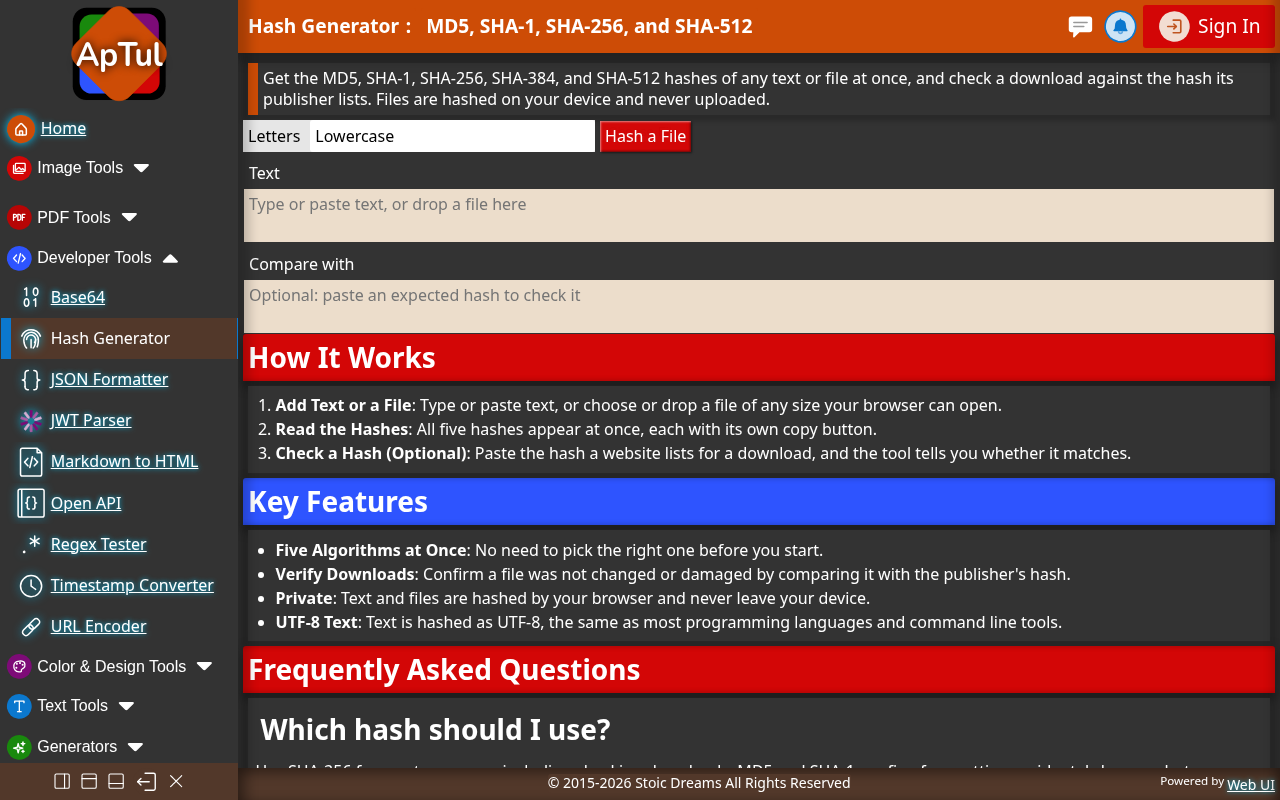 ApTul
Home
Image Tools
PDF
PDF Tools
Developer Tools
Base64
Hash Generator
JSON Formatter
JWT Parser
Markdown to HTML
Open API
Regex Tester
Timestamp Converter
URL Encoder
Color & Design Tools
Text Tools
Generators
Hash Generator : MD5, SHA-1, SHA-256, and SHA-512
Sign In
Get the MD5, SHA-1, SHA-256, SHA-384, and SHA-512 hashes of any text or file at once, and check a download against the hash its
publisher lists. Files are hashed on your device and never uploaded.
Letters Lowercase Hash a File
Text
Type or paste text, or drop a file here
Compare with
Optional: paste an expected hash to check it
How It Works
1. Add Text or a File: Type or paste text, or choose or drop a file of any size your browser can open.
2. Read the Hashes: All five hashes appear at once, each with its own copy button.
3. Check a Hash (Optional): Paste the hash a website lists for a download, and the tool tells you whether it matches.
Key Features
• Five Algorithms at Once: No need to pick the right one before you start.
• Verify Downloads: Confirm a file was not changed or damaged by comparing it with the publisher's hash.
• Private: Text and files are hashed by your browser and never leave your device.
• UTF-8 Text: Text is hashed as UTF-8, the same as most programming languages and command line tools.
Frequently Asked Questions
Which hash should I use?
© 2015-2026 Stoic Dreams All Rights Reserved
Powered by Web UI